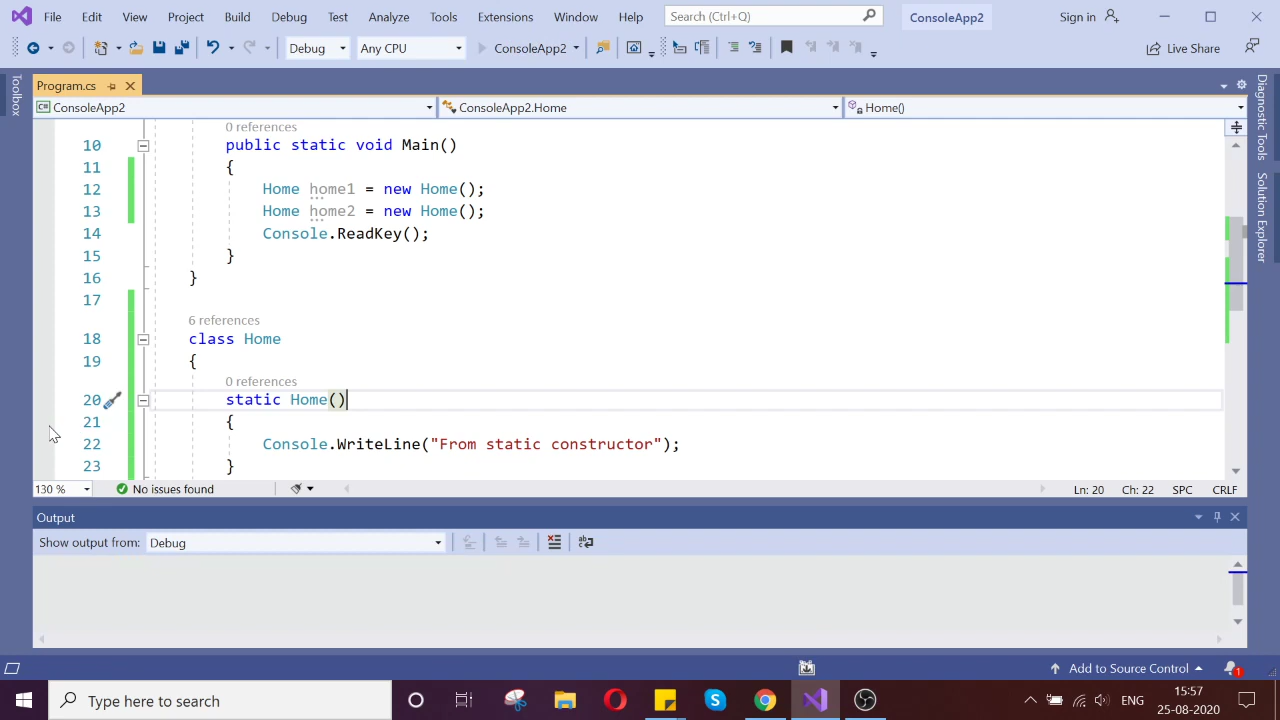 File Edit View Project Build Debug Test Analyze Tools Extensions Window Help Search (Ctrl+Q) ConsoleApp2 Sign in
Debug Any CPU ConsoleApp2 Live Share
Toolbox
Program.cs
Diagnostic Tools
Solution Explorer
ConsoleApp2 ConsoleApp2.Home Home()
0 references
10 public static void Main()
11 {
12 Home home1 = new Home();
13 Home home2 = new Home();
14 Console.ReadKey();
15 }
16 }
17
6 references
18 class Home
19 {
0 references
20 static Home()
21 {
22 Console.WriteLine("From static constructor");
23 }
130 % No issues found Ln: 20 Ch: 22 SPC CRLF
Output
Show output from: Debug
Add to Source Control 1
Type here to search
ENG
15:57
25-08-2020